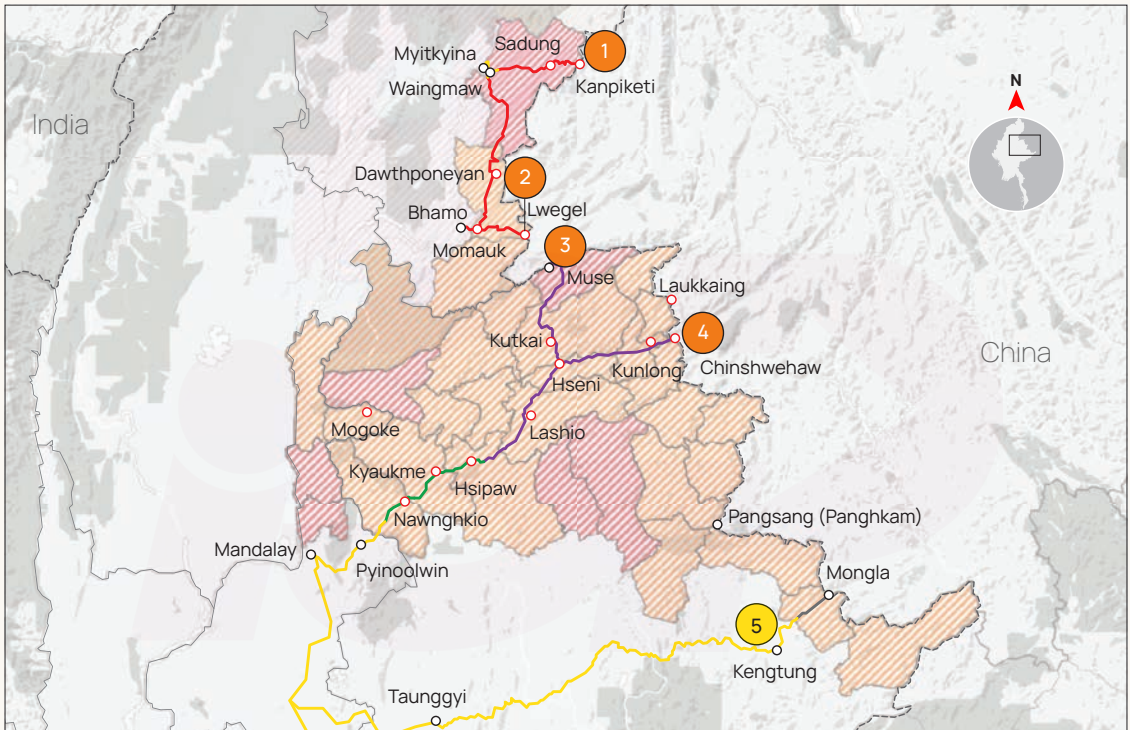 Myitkyina
Sadung
1
Kanpiketi
Waingmaw
N
India
Dawthponeyan
2
Lwegel
Bhamo
Momauk
3
Muse
Laukkaing
Kutkai
4
Kunlong
Chinshwehaw
China
Hseni
Mogoke
Lashio
Kyaukme
Hsipaw
Nawnghkio
Pangsang (Panghkam)
Mandalay
Pyinoolwin
Mongla
5
Kengtung
Taunggyi